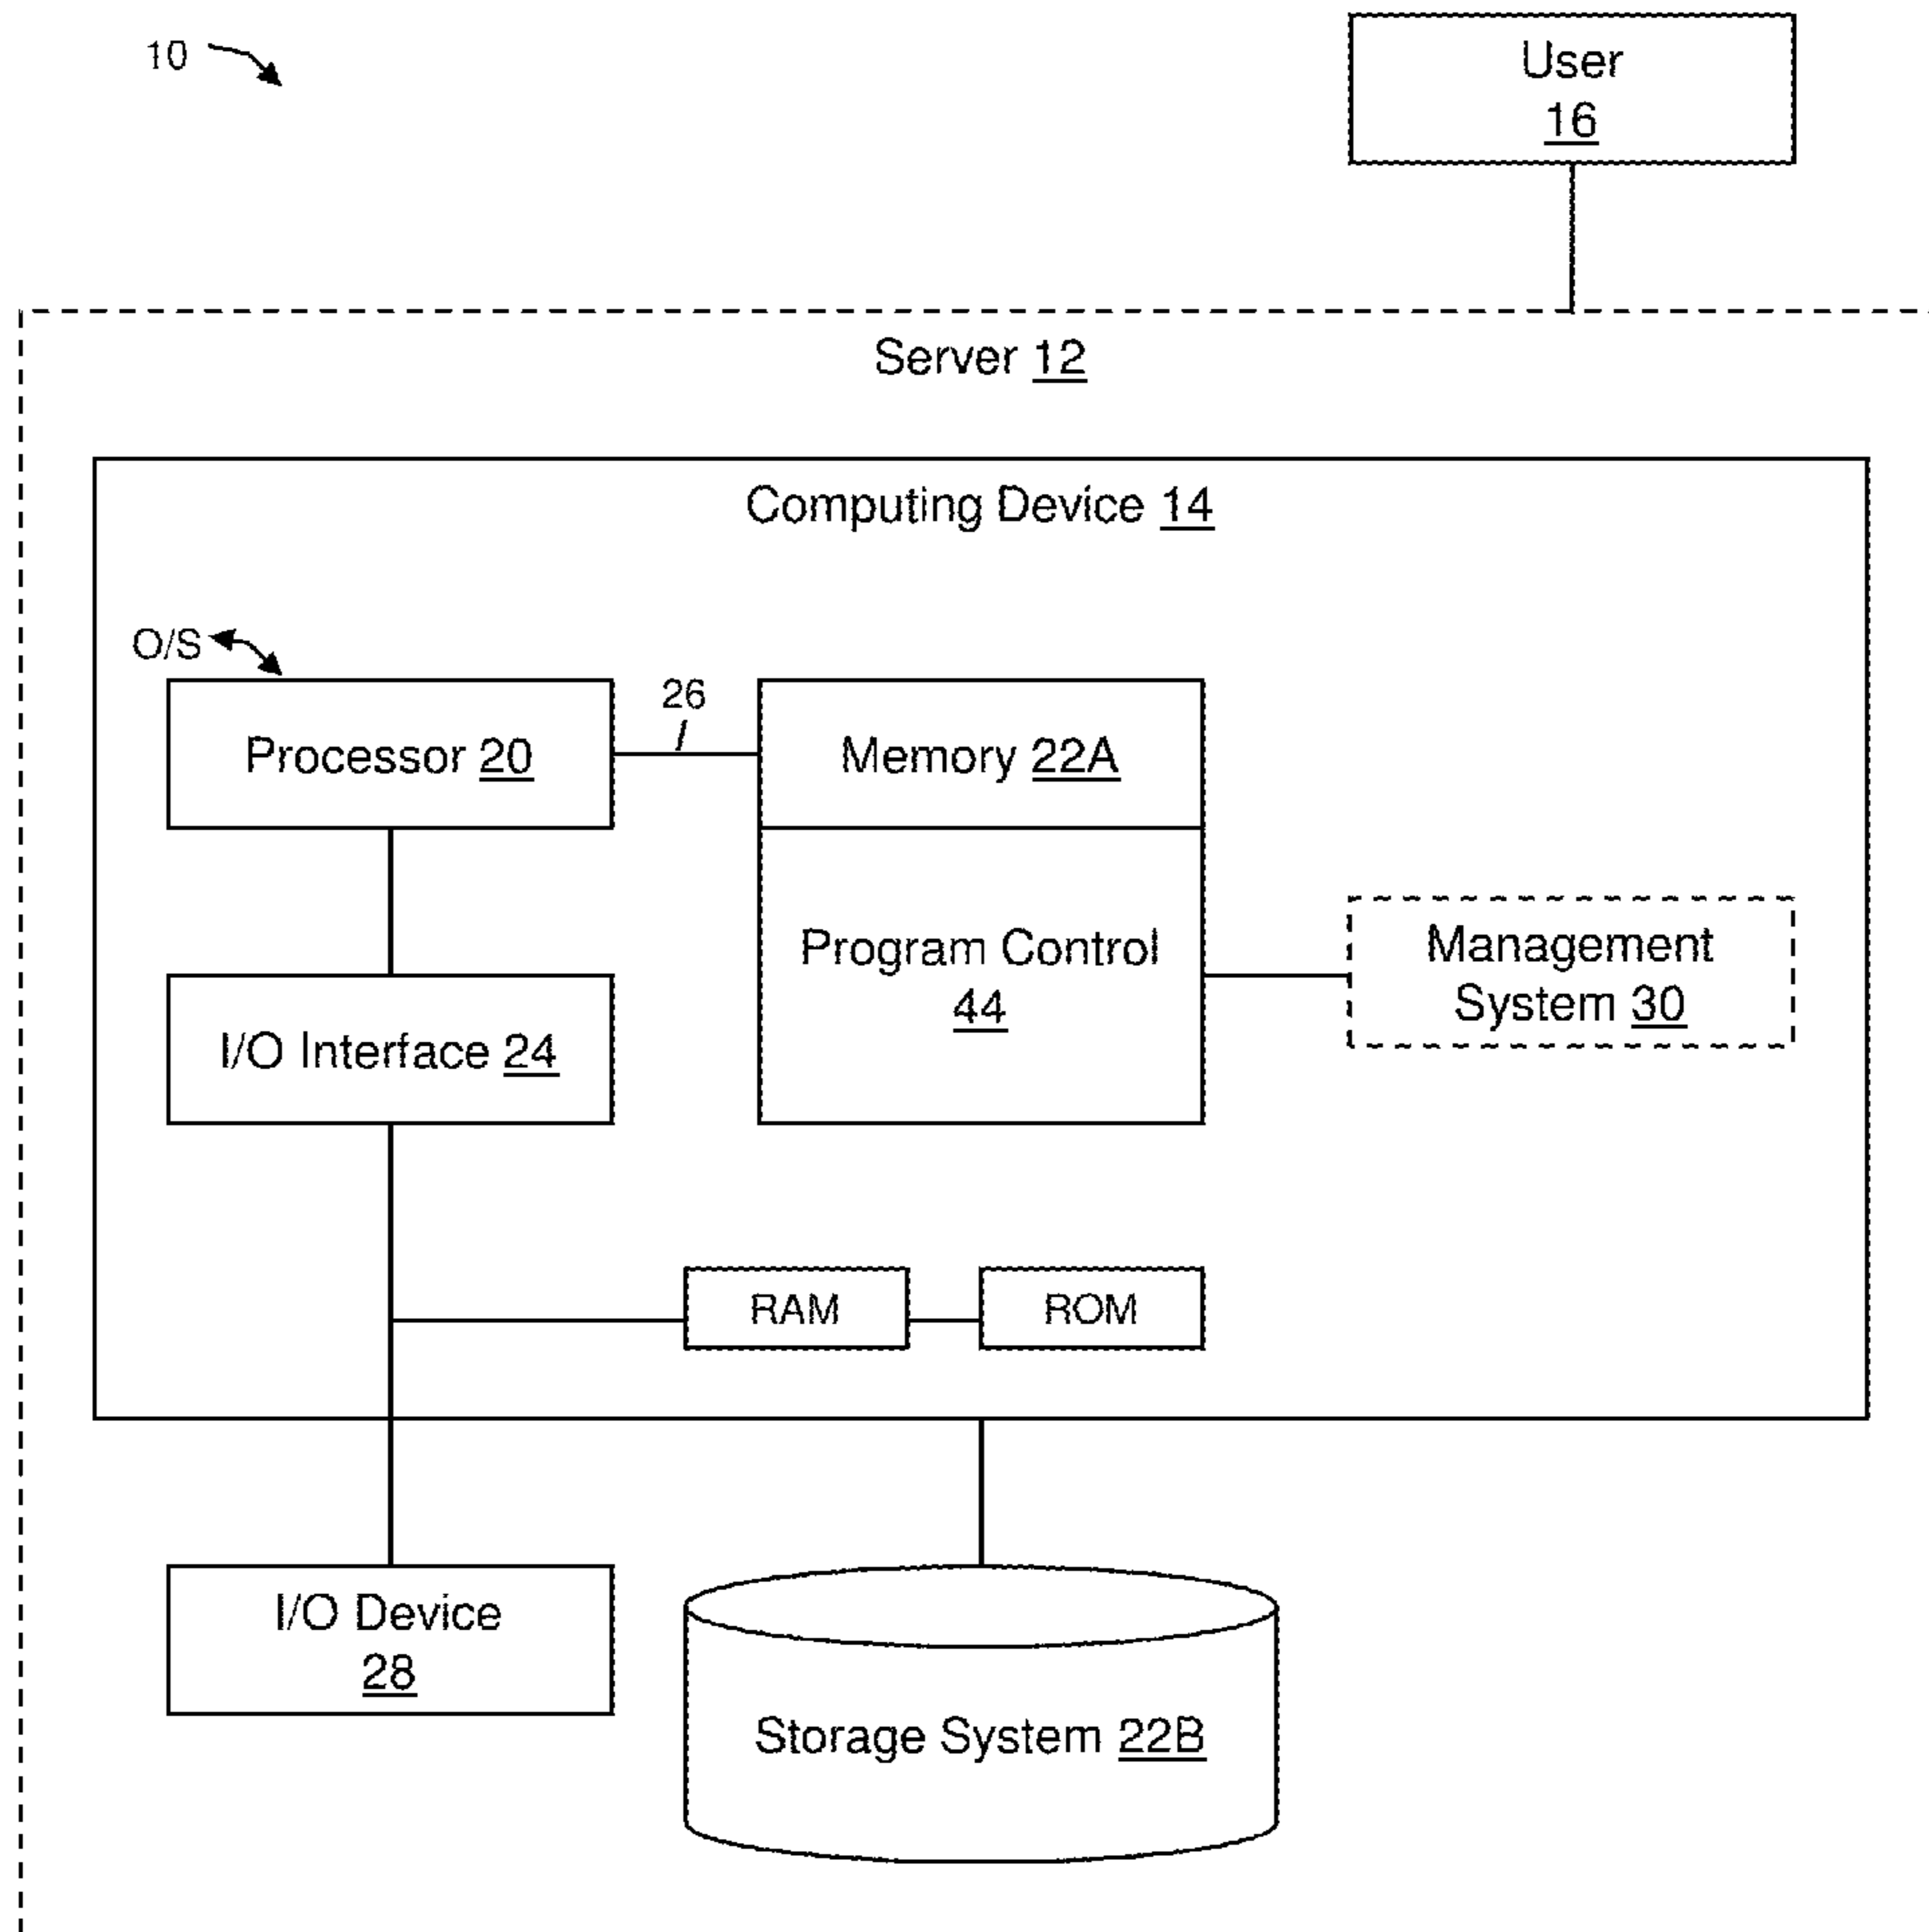 10
User
16
Server 12
Computing Device 14
O/S
26
Processor 20
Memory 22A
Program Control
44
Management
System 30
I/O Interface 24
RAM
ROM
I/O Device
28
Storage System 22B